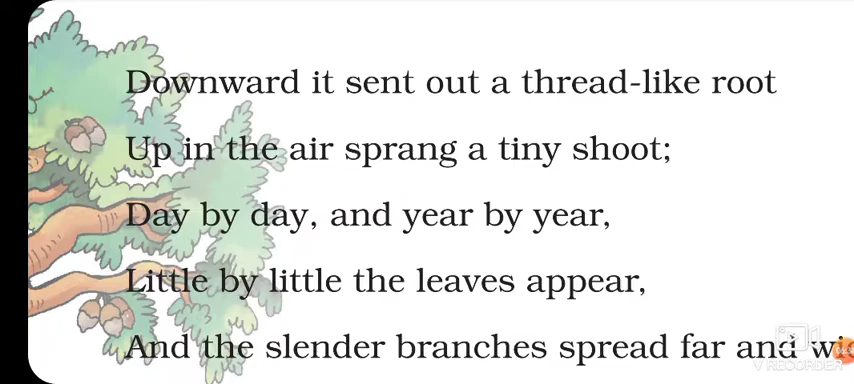 Downward it sent out a thread-like root
Up in the air sprang a tiny shoot;
Day by day, and year by year,
Little by little the leaves appear,
And the slender branches spread far and
V RECORDER